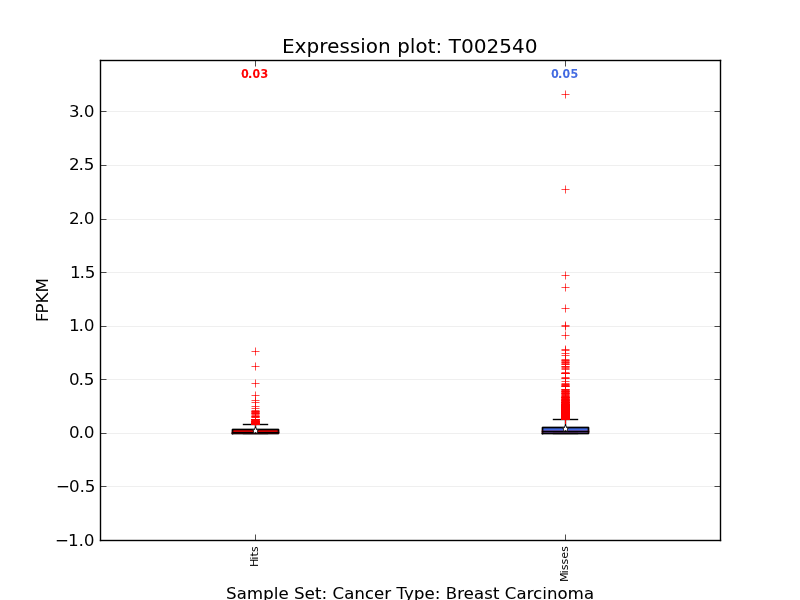 Expression plot: T002540
0.03
0.05
3.0
2.5
2.0
1.5
1.0
0.5
0.0
−0.5
−1.0
FPKM
Hits
Misses
Sample Set: Cancer Type: Breast Carcinoma